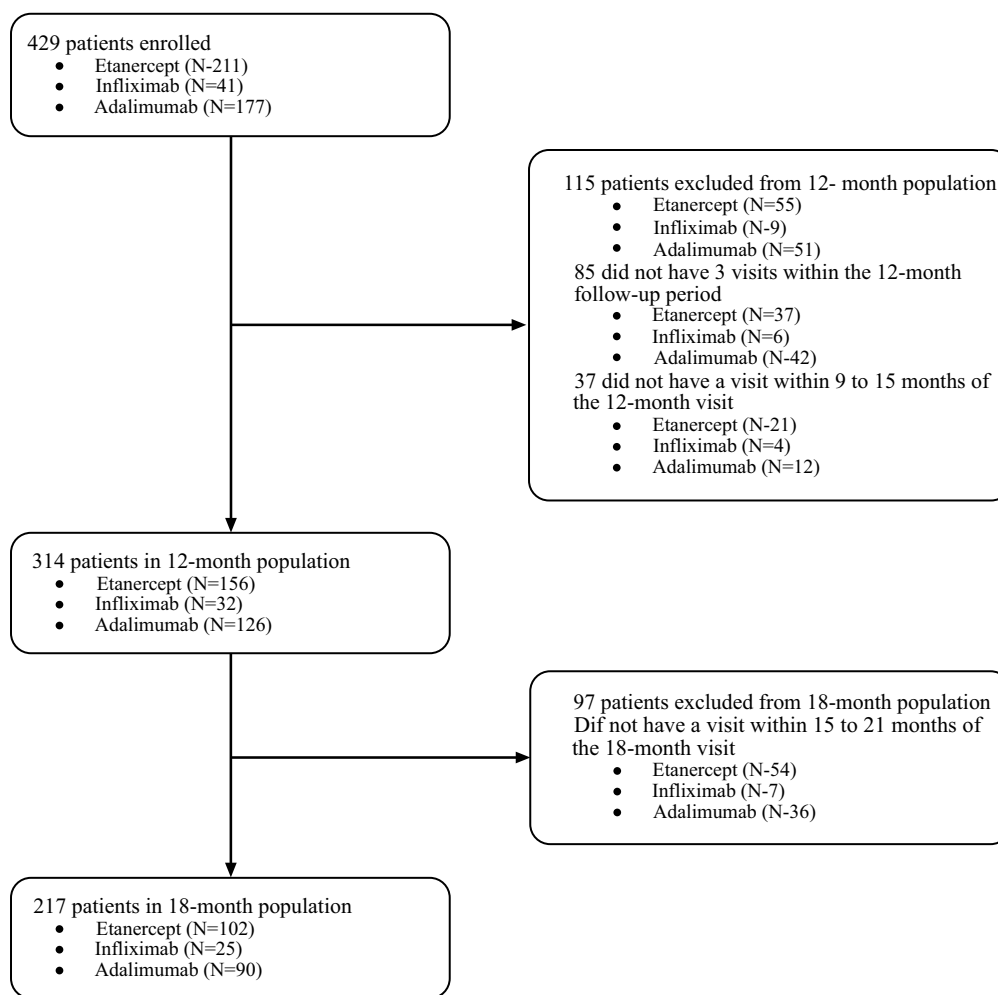 429 patients enrolled
• Etanercept (N-211)
• Infliximab (N=41)
• Adalimumab (N=177)
115 patients excluded from 12- month population
• Etanercept (N=55)
• Infliximab (N-9)
• Adalimumab (N=51)
85 did not have 3 visits within the 12-month
follow-up period
• Etanercept (N=37)
• Infliximab (N=6)
• Adalimumab (N-42)
37 did not have a visit within 9 to 15 months of
the 12-month visit
• Etanercept (N-21)
• Infliximab (N=4)
• Adalimumab (N=12)
314 patients in 12-month population
• Etanercept (N=156)
• Infliximab (N=32)
• Adalimumab (N=126)
97 patients excluded from 18-month population
Dif not have a visit within 15 to 21 months of
the 18-month visit
• Etanercept (N-54)
• Infliximab (N-7)
• Adalimumab (N-36)
217 patients in 18-month population
• Etanercept (N=102)
• Infliximab (N=25)
• Adalimumab (N=90)